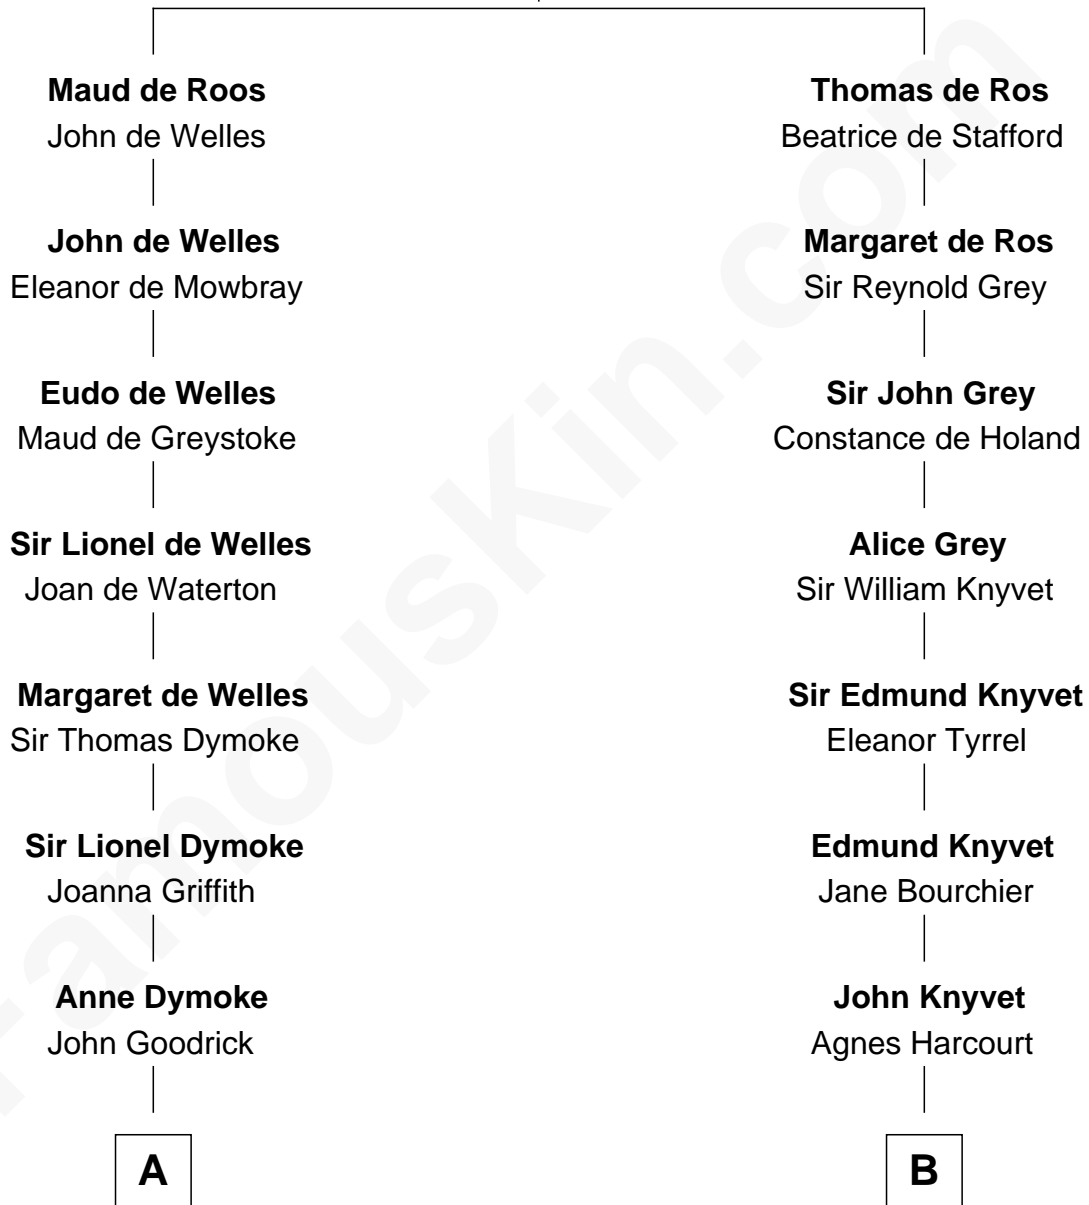 Maud de Roos
John de Welles
John de Welles
Eleanor de Mowbray
Eudo de Welles
Maud de Greystoke
Sir Lionel de Welles
Joan de Waterton
Margaret de Welles
Sir Thomas Dymoke
Sir Lionel Dymoke
Joanna Griffith
Anne Dymoke
John Goodrick
A
Thomas de Ros
Beatrice de Stafford
Margaret de Ros
Sir Reynold Grey
Sir John Grey
Constance de Holand
Alice Grey
Sir William Knyvet
Sir Edmund Knyvet
Eleanor Tyrrel
Edmund Knyvet
Jane Bourchier
John Knyvet
Agnes Harcourt
B
FamousKin.com